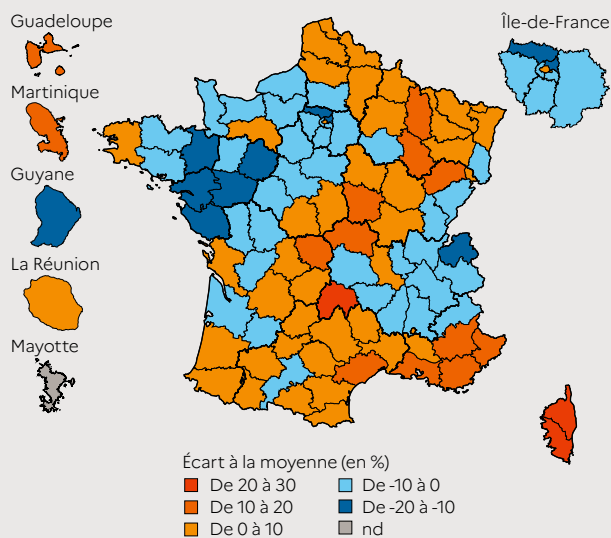 Guadeloupe
Île-de-France
Martinique
Guyane
La Réunion
Mayotte
Écart à la moyenne (en %)
De 20 à 30
De 10 à 20
De 0 à 10
De -10 à 0
De -20 à -10
nd